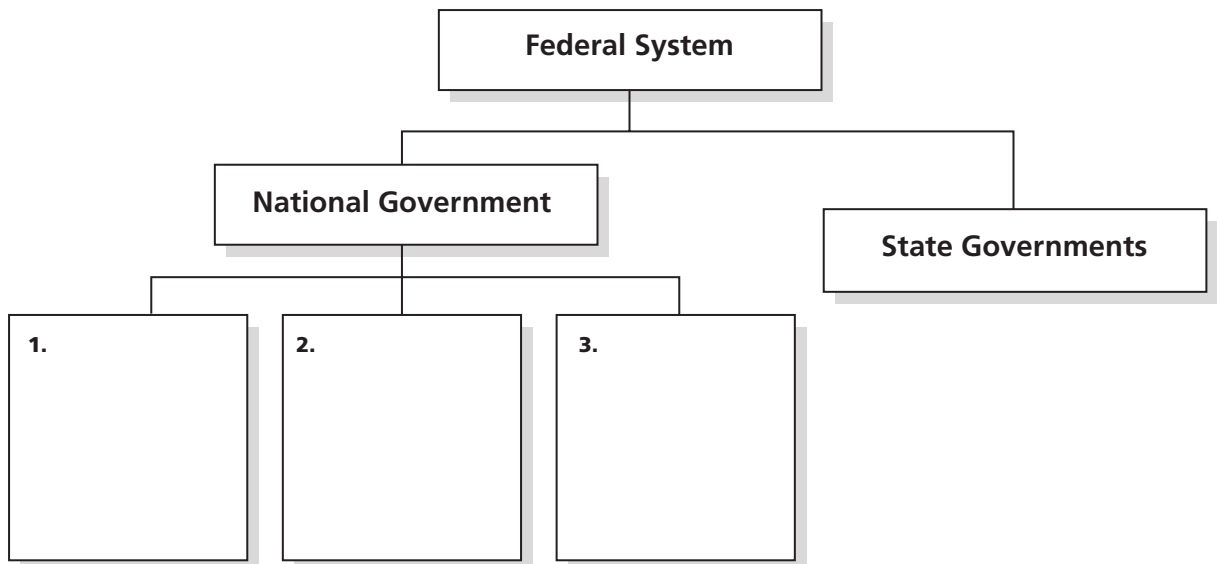 Federal System
National Government
State Governments
1.
2.
3.